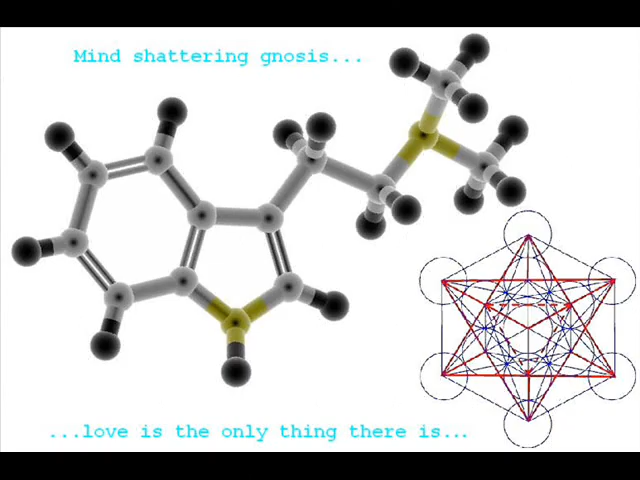 Mind shattering gnosis...
...love is the only thing there is...